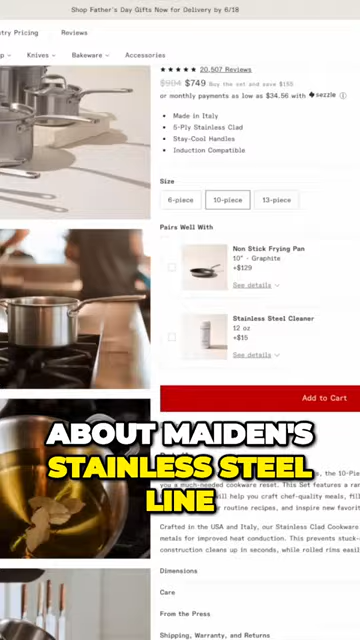 Shop Father's Day Gifts Now for Delivery by 6/18
try Pricing Reviews
Knives Bakeware Accessories
★★★★★ 20,507 Reviews
$904 $749 Buy the set and save $155
or monthly payments as low as $34.56 with sezzle
Made in Italy
5-Ply Stainless Clad
Stay-Cool Handles
Induction Compatible
Size
6-piece 10-piece 13-piece
Pairs Well With
Non Stick Frying Pan
10" · Graphite
+$129
See details
Stainless Steel Cleaner
12 oz
+$15
See details
Add to Cart
ABOUT MAIDEN'S
STAINLESS STEEL
LINE
, the 10-Pie
you a much-needed cookware reset. This Set features a ra
will help you craft chef-quality meals, fil
routine recipes, and inspire new favorit
Crafted in the USA and Italy, our Stainless Clad Cookware
metals for improved heat conduction. This prevents stuck-
construction cleans up in seconds, while rolled rims easil
Dimensions
Care
From the Press
Shipping, Warranty, and Returns